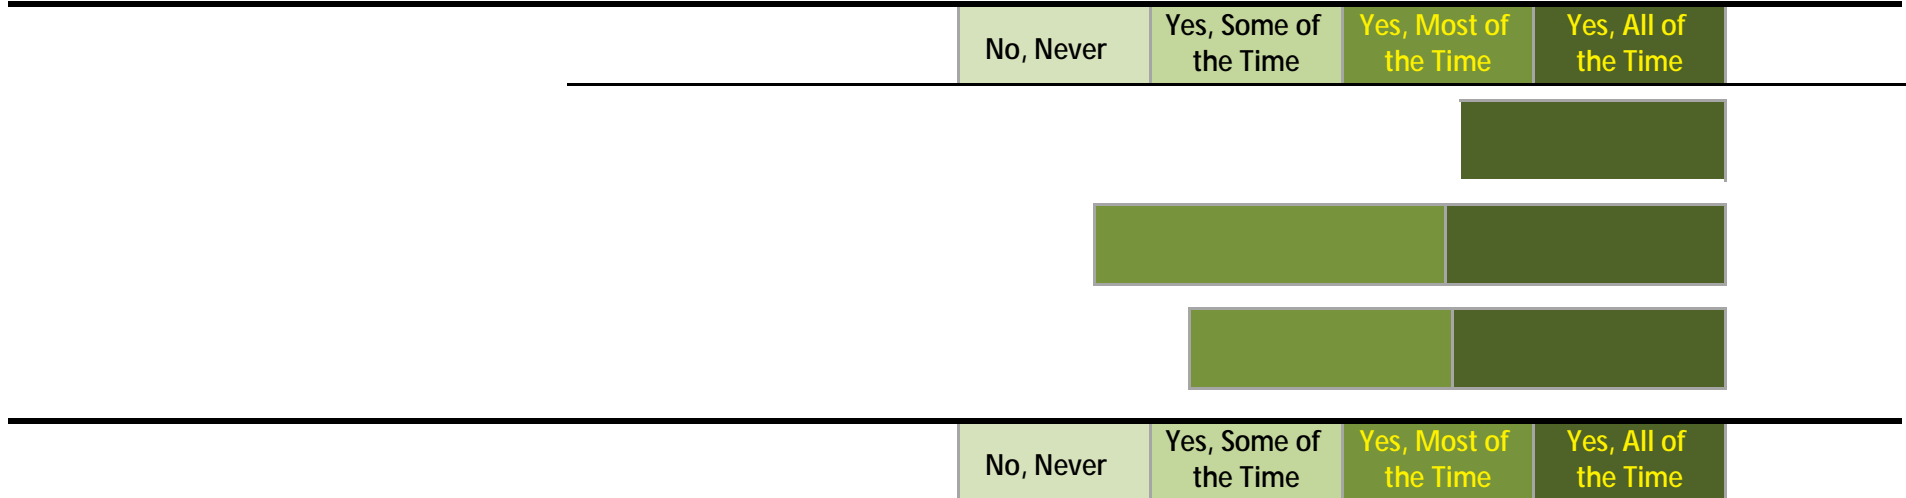 No, Never
Yes, Some of
the Time
Yes, Most of
the Time
Yes, All of
the Time
No, Never
Yes, Some of
the Time
Yes, Most of
the Time
Yes, All of
the Time